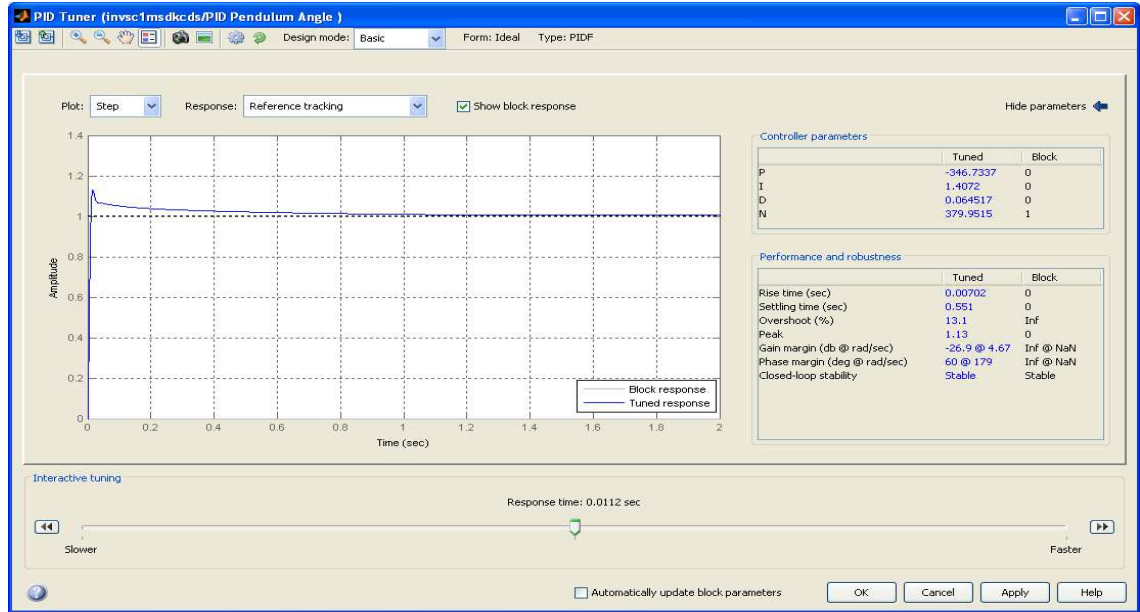 PID Tuner (invsc1msdkcds/PID Pendulum Angle )
Design mode: Basic Form: Ideal Type: PIDF
Plot: Step Response: Reference tracking Show block response Hide parameters
1.4
1.2
1
0.8
0.6
0.4
0.2
0
Amplitude
0 0.2 0.4 0.6 0.8 1 1.2 1.4 1.6 1.8 2
Time (sec)
Block response
Tuned response
Controller parameters
Tuned Block
P -346.7337 0
I 1.4072 0
D 0.064517 0
N 379.9515 1
Performance and robustness
Tuned Block
Rise time (sec) 0.00702 0
Settling time (sec) 0.551 0
Overshoot (%) 13.1 Inf
Peak 1.13 0
Gain margin (db @ rad/sec) -26.9 @ 4.67 Inf @ NaN
Phase margin (deg @ rad/sec) 60 @ 179 Inf @ NaN
Closed-loop stability Stable Stable
Interactive tuning
Response time: 0.0112 sec
Slower Faster
Automatically update block parameters OK Cancel Apply Help